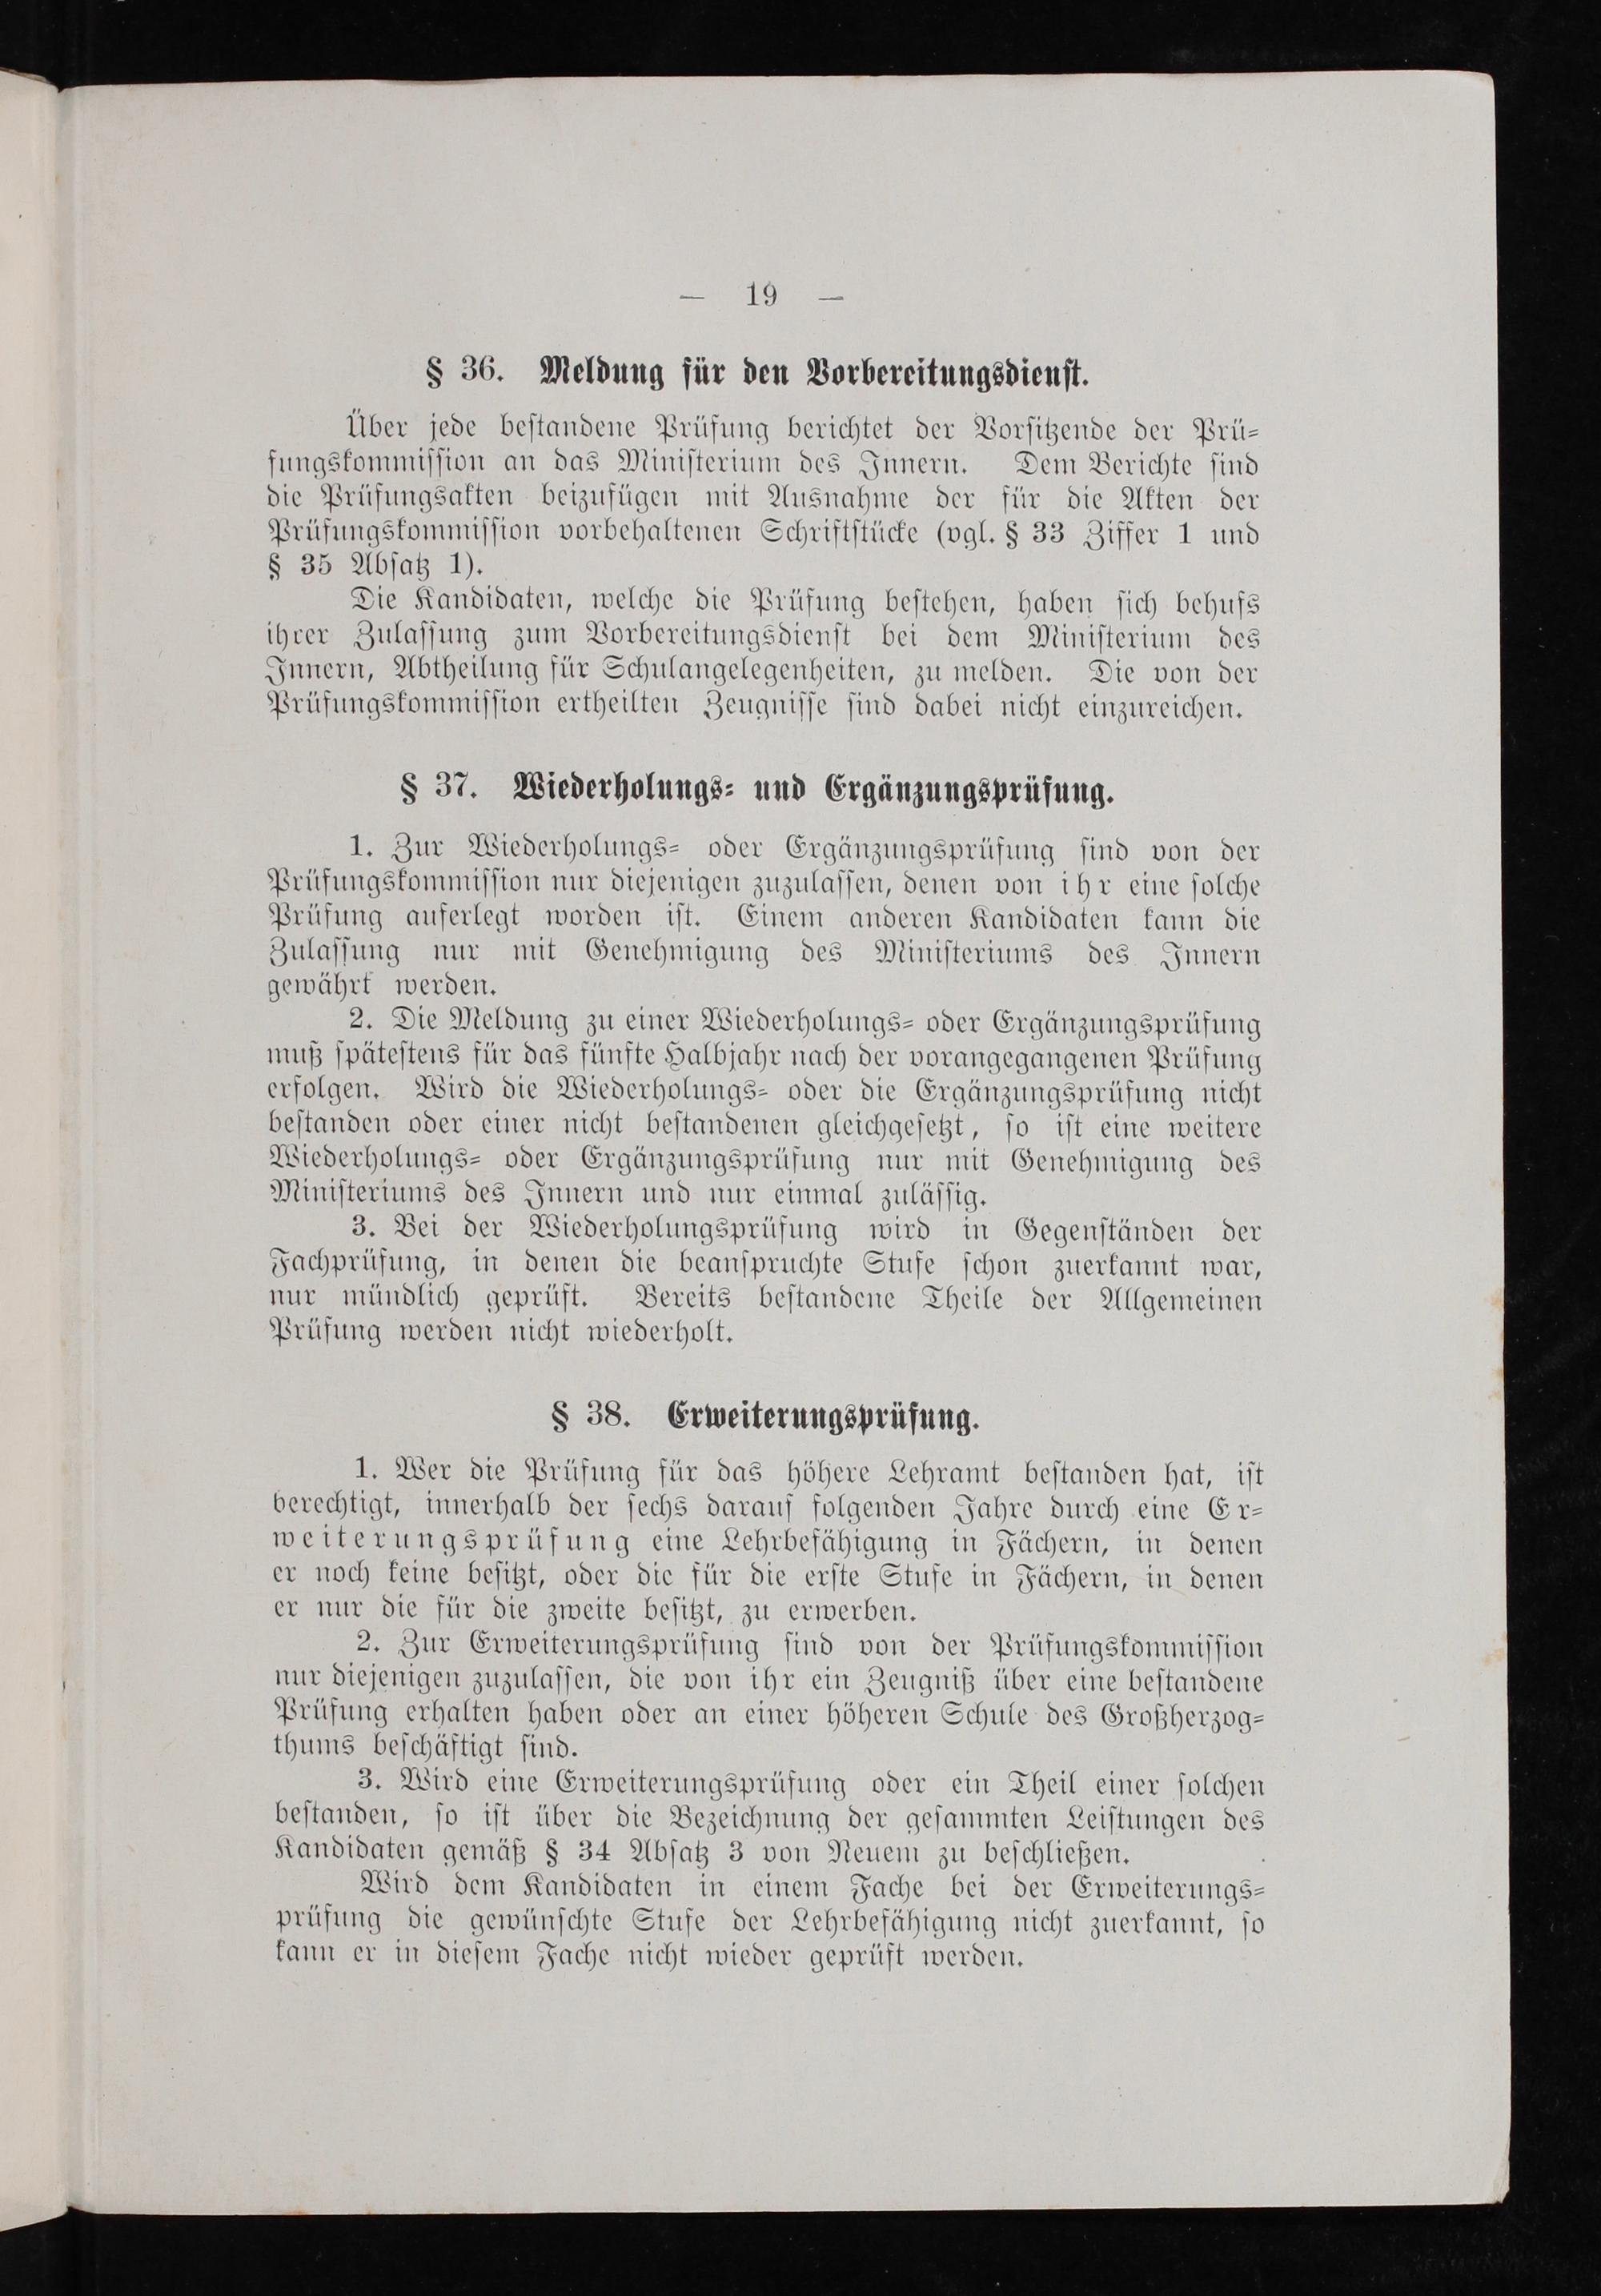 — 19 —
§ 36. Meldung für den Vorbereitungsdienst.
Über jede bestandene Prüfung berichtet der Vorsitzende der Prü-
fungskommission an das Ministerium des Innern. Dem Berichte sind
die Prüfungsakten beizufügen mit Ausnahme der für die Akten der
Prüfungskommission vorbehaltenen Schriftstücke (vgl. § 33 Ziffer 1 und
§ 35 Absatz 1).
Die Kandidaten, welche die Prüfung bestehen, haben sich behufs
ihrer Zulassung zum Vorbereitungsdienst bei dem Ministerium des
Innern, Abtheilung für Schulangelegenheiten, zu melden. Die von der
Prüfungskommission ertheilten Zeugnisse sind dabei nicht einzureichen.
§ 37. Wiederholungs- und Ergänzungsprüfung.
1. Zur Wiederholungs- oder Ergänzungsprüfung sind von der
Prüfungskommission nur diejenigen zuzulassen, denen von ihr eine solche
Prüfung auferlegt worden ist. Einem anderen Kandidaten kann die
Zulassung nur mit Genehmigung des Ministeriums des Innern
gewährt werden.
2. Die Meldung zu einer Wiederholungs- oder Ergänzungsprüfung
muß spätestens für das fünfte Halbjahr nach der vorangegangenen Prüfung
erfolgen. Wird die Wiederholungs- oder die Ergänzungsprüfung nicht
bestanden oder einer nicht bestandenen gleichgesetzt, so ist eine weitere
Wiederholungs- oder Ergänzungsprüfung nur mit Genehmigung des
Ministeriums des Innern und nur einmal zulässig.
3. Bei der Wiederholungsprüfung wird in Gegenständen der
Fachprüfung, in denen die beanspruchte Stufe schon zuerkannt war,
nur mündlich geprüft. Bereits bestandene Theile der Allgemeinen
Prüfung werden nicht wiederholt.
§ 38. Erweiterungsprüfung.
1. Wer die Prüfung für das höhere Lehramt bestanden hat, ist
berechtigt, innerhalb der sechs darauf folgenden Jahre durch eine Er-
weiterungsprüfung eine Lehrbefähigung in Fächern, in denen
er noch keine besitzt, oder die für die erste Stufe in Fächern, in denen
er nur die für die zweite besitzt, zu erwerben.
2. Zur Erweiterungsprüfung sind von der Prüfungskommission
nur diejenigen zuzulassen, die von ihr ein Zeugniß über eine bestandene
Prüfung erhalten haben oder an einer höheren Schule des Großherzog-
thums beschäftigt sind.
3. Wird eine Erweiterungsprüfung oder ein Theil einer solchen
bestanden, so ist über die Bezeichnung der gesammten Leistungen des
Kandidaten gemäß § 34 Absatz 3 von Neuem zu beschließen.
Wird dem Kandidaten in einem Fache bei der Erweiterungs-
prüfung die gewünschte Stufe der Lehrbefähigung nicht zuerkannt, so
kann er in diesem Fache nicht wieder geprüft werden.